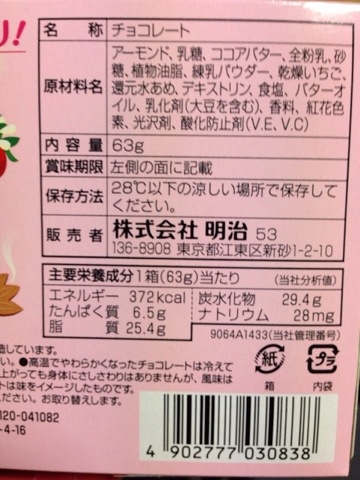 リ!
名称 チョコレート
原材料名 アーモンド、乳糖、ココアバター、全粉乳、砂
糖、植物油脂、練乳パウダー、乾燥いちご、
還元水あめ、デキストリン、食塩、バターオ
イル、乳化剤(大豆を含む)、香料、紅花色
素、光沢剤、酸化防止剤(V.E、V.C)
内容量 63g
賞味期限 左側の面に記載
保存方法 28℃以下の涼しい場所で保存して
ください。
販売者 株式会社 明治 53
136-8908 東京都江東区新砂1-2-10
主要栄養成分 1箱(63g)当たり (当社分析値)
エネルギー 372kcal 炭水化物 29.4g
たんぱく質 6.5g ナトリウム 28mg
脂質 25.4g
9064A1433(当社管理番号)
造しています。
い。●高温でやわらかくなったチョコレートは冷えて
上がっても身体にさしさわりはありませんが、風味は
トは味をイメージしたものです。
お取り替えします。
120-041082
-4-16
紙 プラ
箱 内袋
4 902777 030838